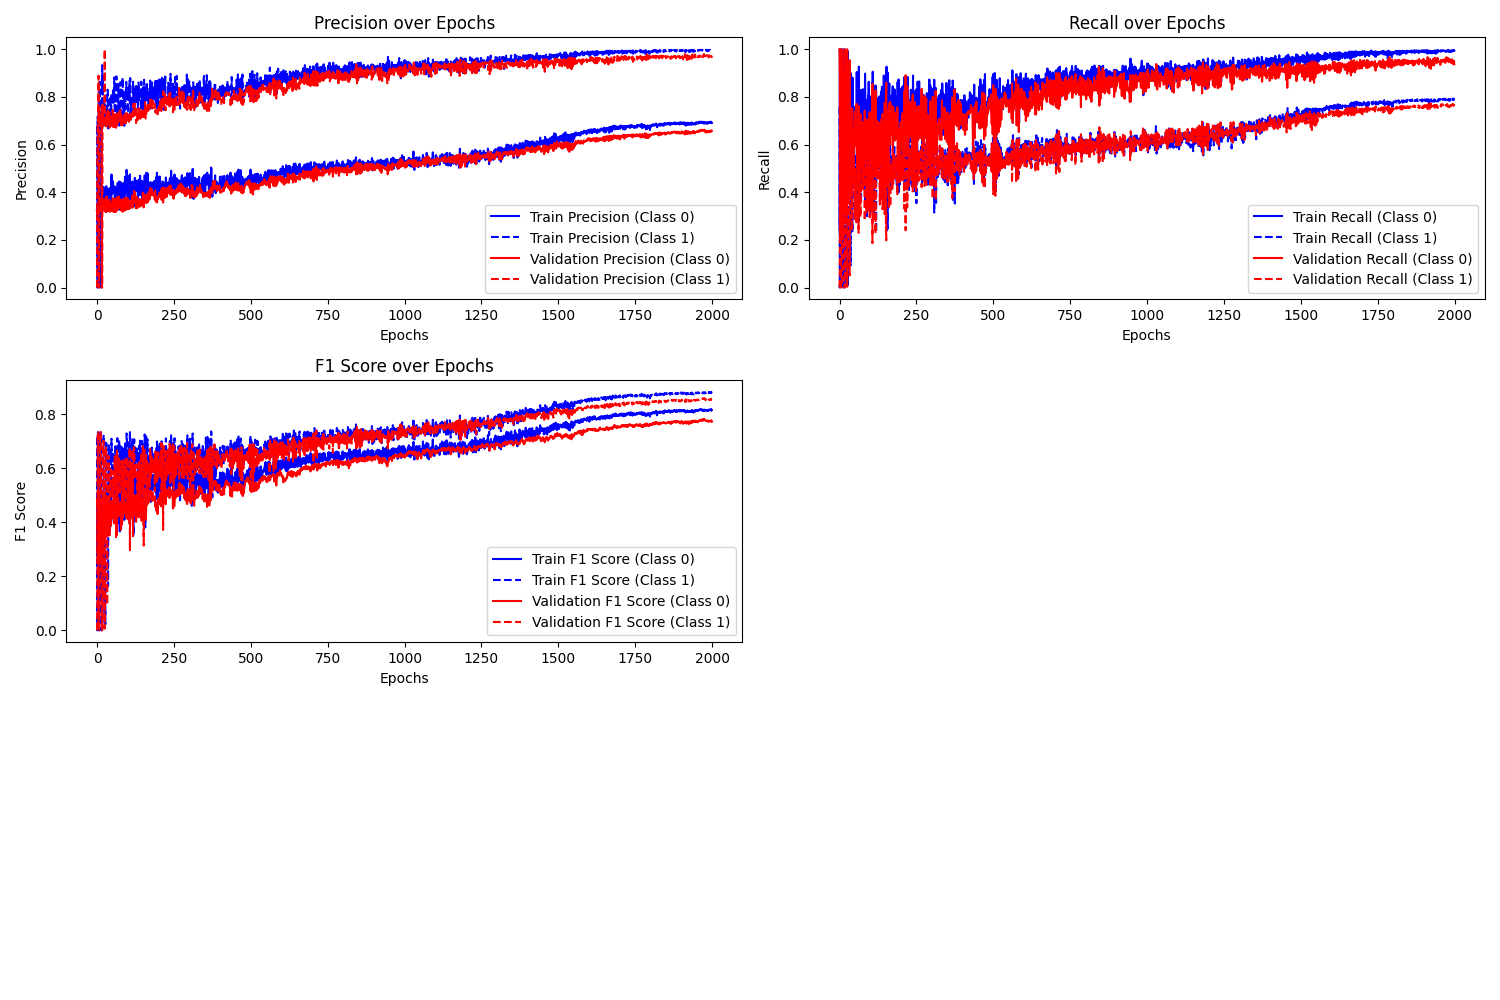 Precision over Epochs
1.0
0.8
0.6
0.4
0.2
0.0
Precision
Train Precision (Class 0)
Train Precision (Class 1)
Validation Precision (Class 0)
Validation Precision (Class 1)
0 250 500 750 1000 1250 1500 1750 2000
Epochs
Recall over Epochs
1.0
0.8
0.6
0.4
0.2
0.0
Recall
Train Recall (Class 0)
Train Recall (Class 1)
Validation Recall (Class 0)
Validation Recall (Class 1)
0 250 500 750 1000 1250 1500 1750 2000
Epochs
F1 Score over Epochs
0.8
0.6
0.4
0.2
0.0
F1 Score
Train F1 Score (Class 0)
Train F1 Score (Class 1)
Validation F1 Score (Class 0)
Validation F1 Score (Class 1)
0 250 500 750 1000 1250 1500 1750 2000
Epochs